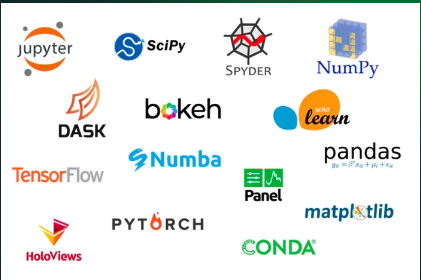 jupyter
SciPy
SPYDER
NumPy
DASK
bokeh
learn
pandas
TensorFlow
Numba
Panel
matplotlib
PYTORCH
HoloViews
CONDA